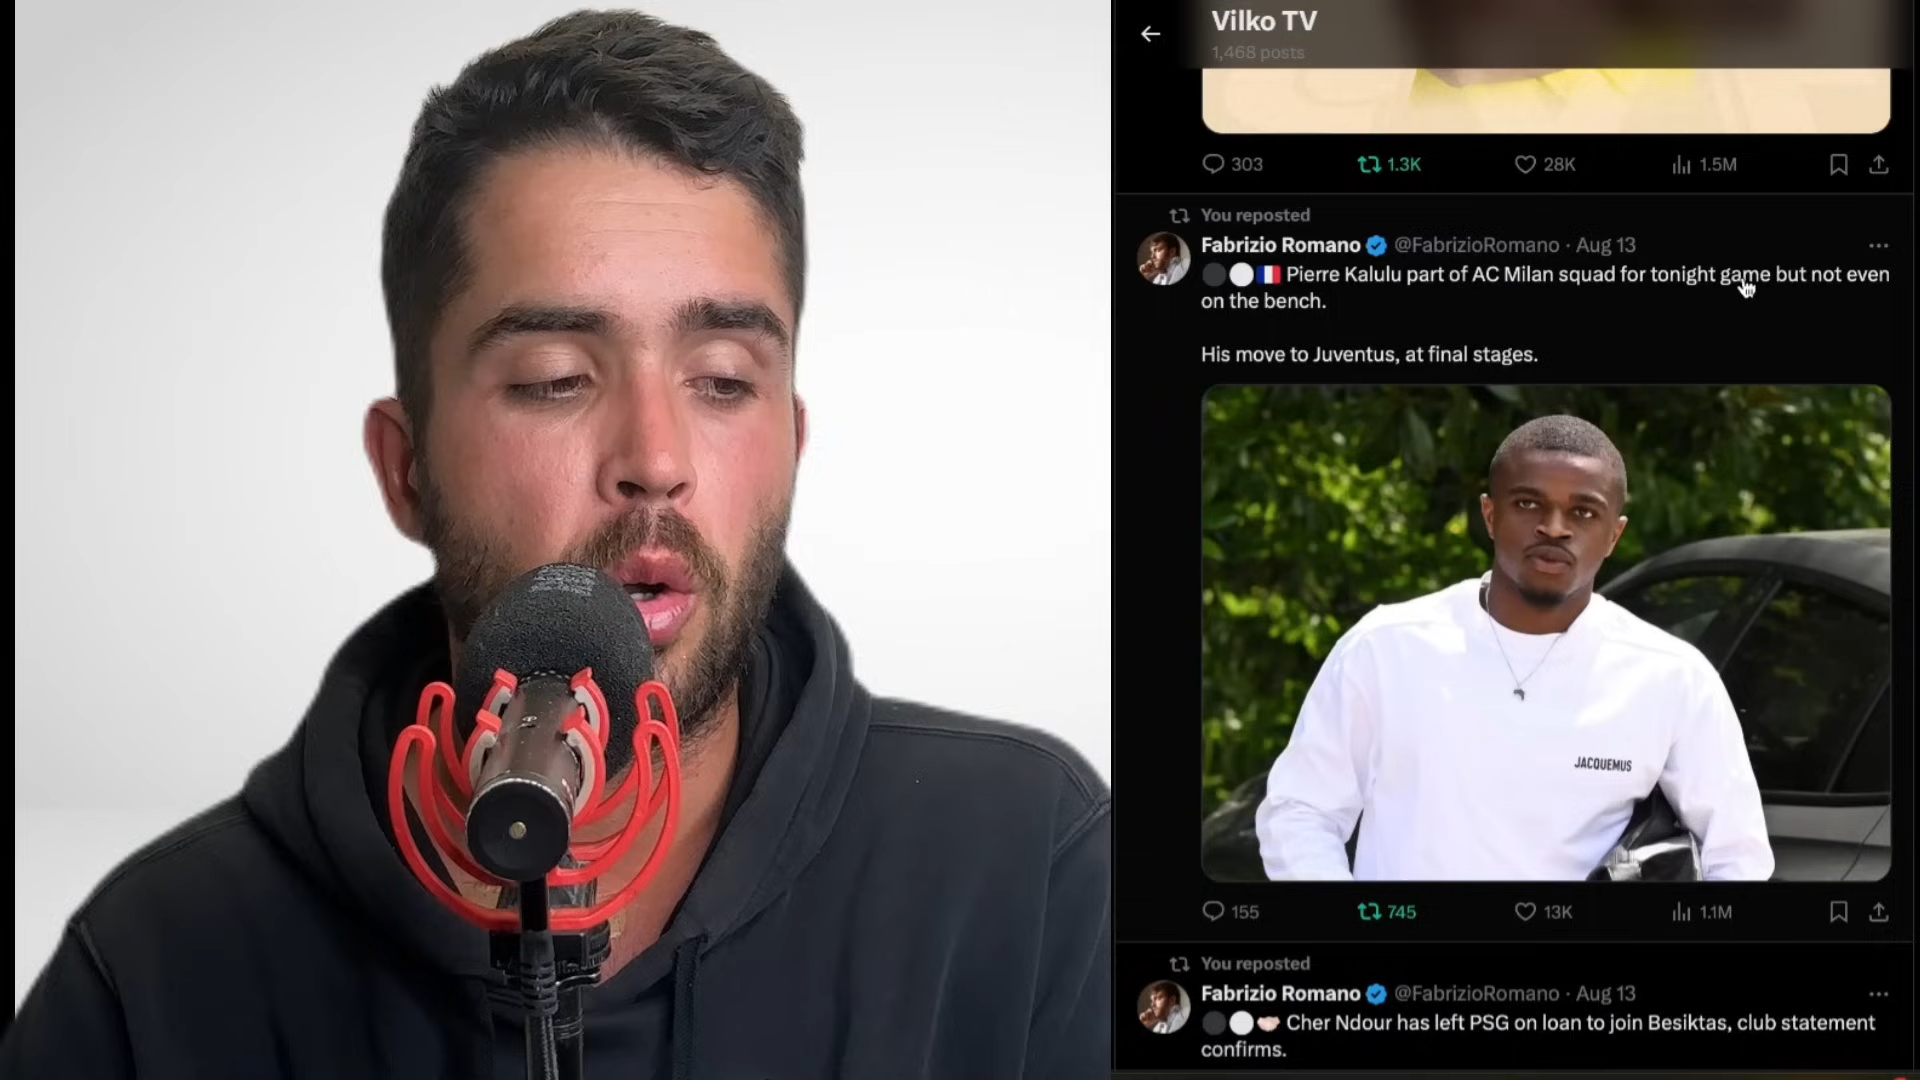 Vilko TV
1,468 posts
303 1.3K 28K 1.5M
You reposted
Fabrizio Romano @FabrizioRomano · Aug 13
Pierre Kalulu part of AC Milan squad for tonight game but not even
on the bench.
His move to Juventus, at final stages.
JACQUEMUS
155 745 13K 1.1M
You reposted
Fabrizio Romano @FabrizioRomano · Aug 13
Cher Ndour has left PSG on loan to join Besiktas, club statement
confirms.